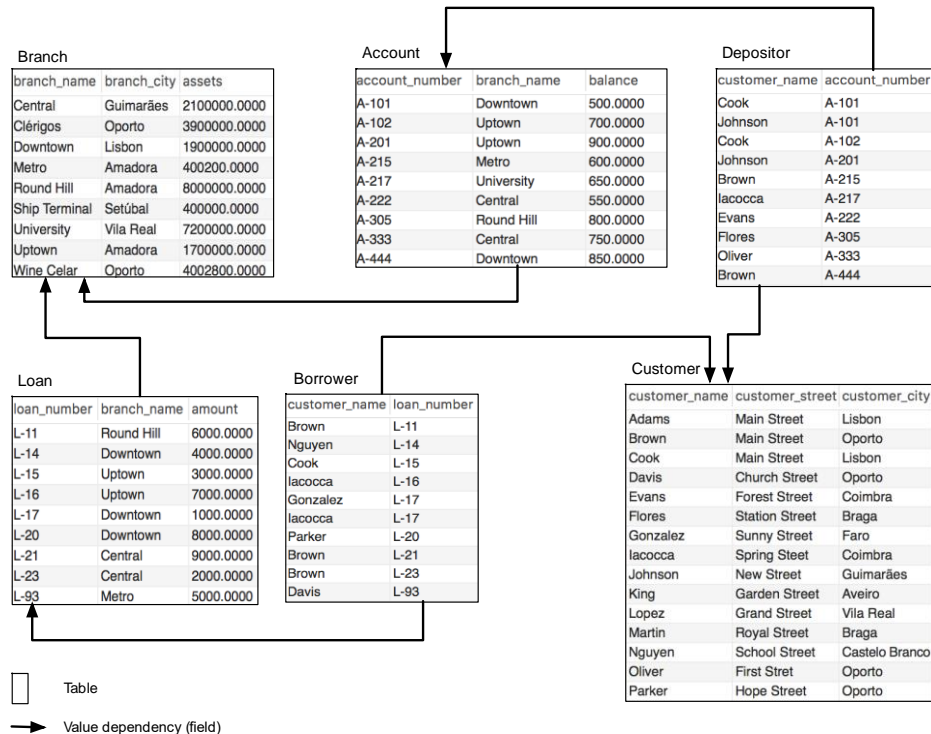 Branch
branch_name branch_city assets
Central Guimarães 2100000.0000
Clérigos Oporto 3900000.0000
Downtown Lisbon 1900000.0000
Metro Amadora 400200.0000
Round Hill Amadora 8000000.0000
Ship Terminal Setúbal 400000.0000
University Vila Real 7200000.0000
Uptown Amadora 1700000.0000
Wine Celar Oporto 4002800.0000
Account
account_number branch_name balance
A-101 Downtown 500.0000
A-102 Uptown 700.0000
A-201 Uptown 900.0000
A-215 Metro 600.0000
A-217 University 650.0000
A-222 Central 550.0000
A-305 Round Hill 800.0000
A-333 Central 750.0000
A-444 Downtown 850.0000
Depositor
customer_name account_number
Cook A-101
Johnson A-101
Cook A-102
Johnson A-201
Brown A-215
Iacocca A-217
Evans A-222
Flores A-305
Oliver A-333
Brown A-444
Loan
loan_number branch_name amount
L-11 Round Hill 6000.0000
L-14 Downtown 4000.0000
L-15 Uptown 3000.0000
L-16 Uptown 7000.0000
L-17 Downtown 1000.0000
L-20 Downtown 8000.0000
L-21 Central 9000.0000
L-23 Central 2000.0000
L-93 Metro 5000.0000
Borrower
customer_name loan_number
Brown L-11
Nguyen L-14
Cook L-15
Iacocca L-16
Gonzalez L-17
Iacocca L-17
Parker L-20
Brown L-21
Brown L-23
Davis L-93
Customer
customer_name customer_street customer_city
Adams Main Street Lisbon
Brown Main Street Oporto
Cook Main Street Lisbon
Davis Church Street Oporto
Evans Forest Street Coimbra
Flores Station Street Braga
Gonzalez Sunny Street Faro
Iacocca Spring Steet Coimbra
Johnson New Street Guimarães
King Garden Street Aveiro
Lopez Grand Street Vila Real
Martin Royal Street Braga
Nguyen School Street Castelo Branco
Oliver First Stret Oporto
Parker Hope Street Oporto
Table
Value dependency (field)